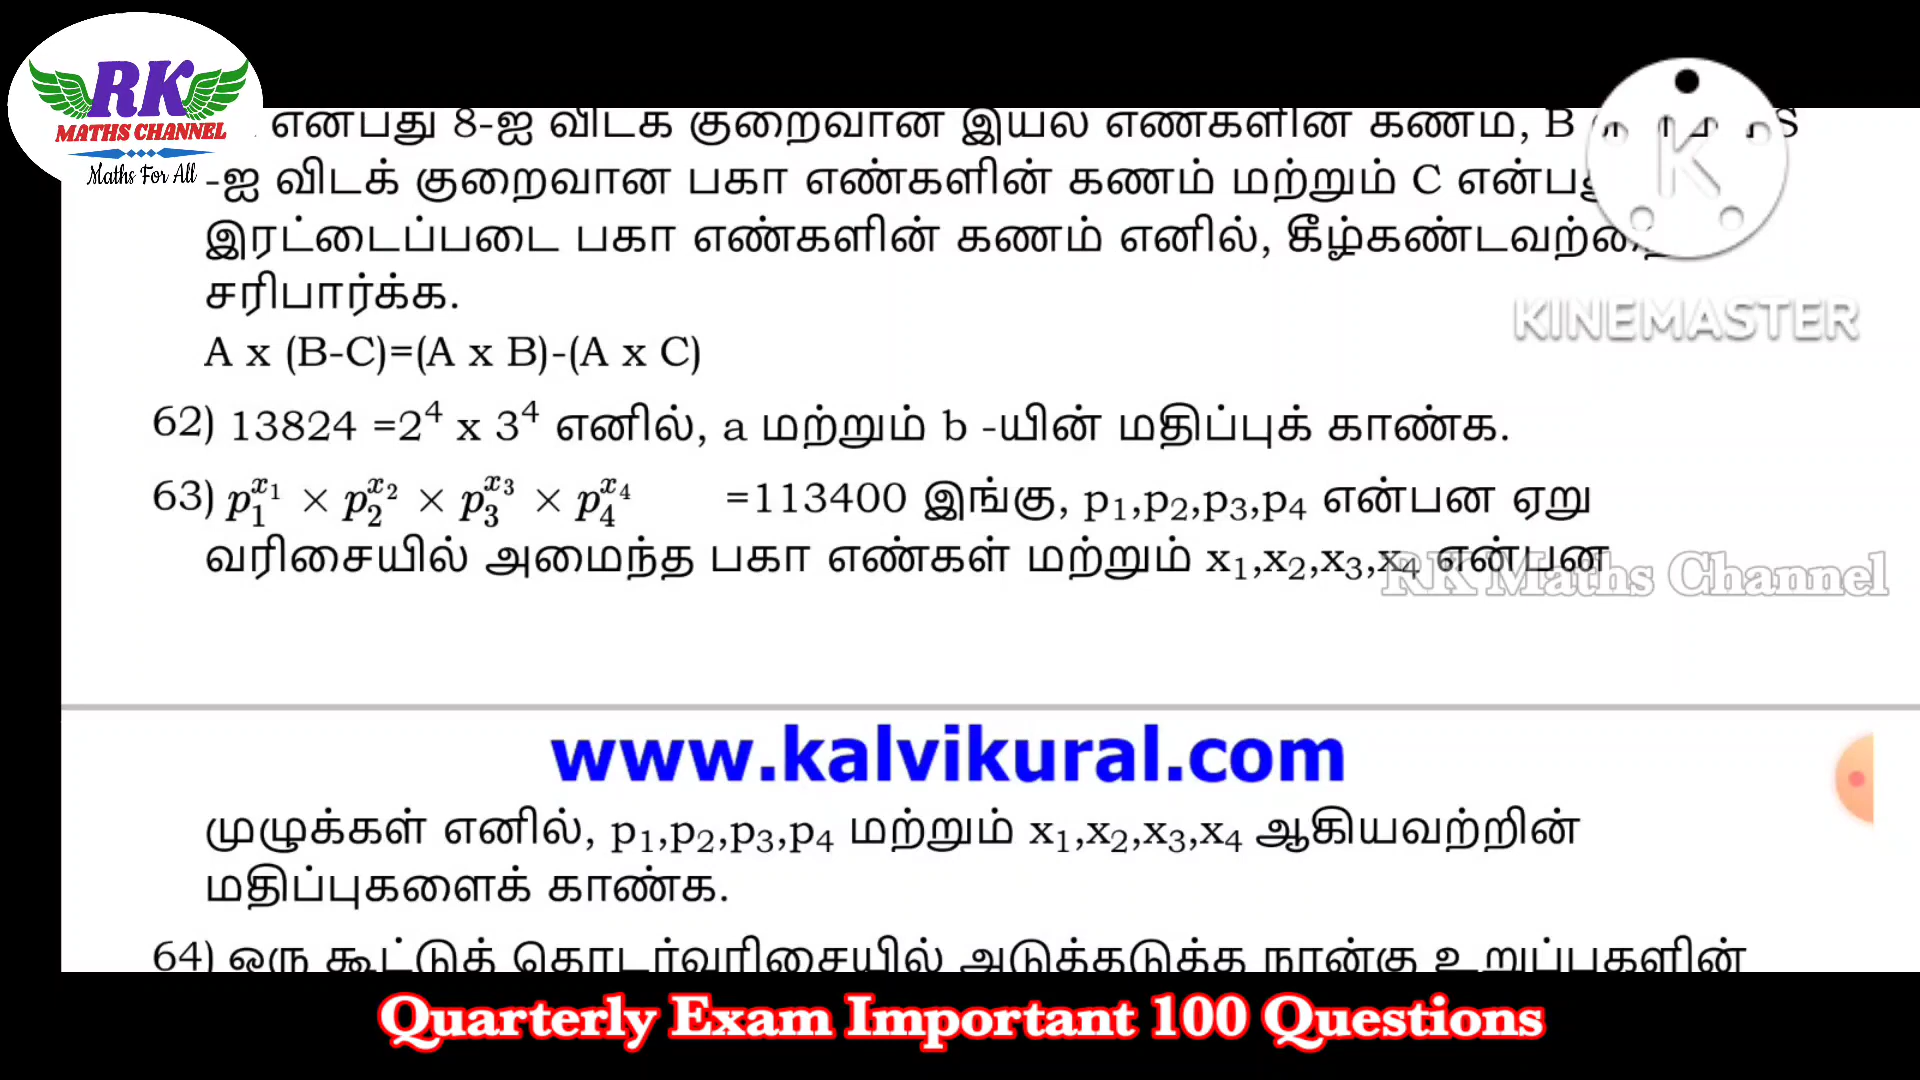 RK
MATHS CHANNEL
Maths For All
என்பது 8-ஐ விடக் குறைவான இயல் எண்களின் கணம், B
-ஐ விடக் குறைவான பகா எண்களின் கணம் மற்றும் C
இரட்டைப்படை பகா எண்களின் கணம் எனில்,
சரிபார்க்க.
A x (B-C)=(A x B)-(A x C)
KINEMASTER
62) 13824 =2⁴ x 3⁴ எனில், a மற்றும் b -யின் மதிப்புக் காண்க.
63) p₁^x₁ × p₂^x₂ × p₃^x₃ × p₄^x₄ =113400 இங்கு, p₁,p₂,p₃,p₄ என்பன ஏறு
வரிசையில் அமைந்த பகா எண்கள் மற்றும் x₁,x₂,x₃,x₄ என்பன
RK Maths Channel
www.kalvikural.com
முழுக்கள் எனில், p₁,p₂,p₃,p₄ மற்றும் x₁,x₂,x₃,x₄ ஆகியவற்றின்
மதிப்புகளைக் காண்க.
64) ஒரு கூட்டுத் தொடர்வரிசையில் அடுத்தடுத்த நான்கு உறுப்புகளின்
Quarterly Exam Important 100 Questions